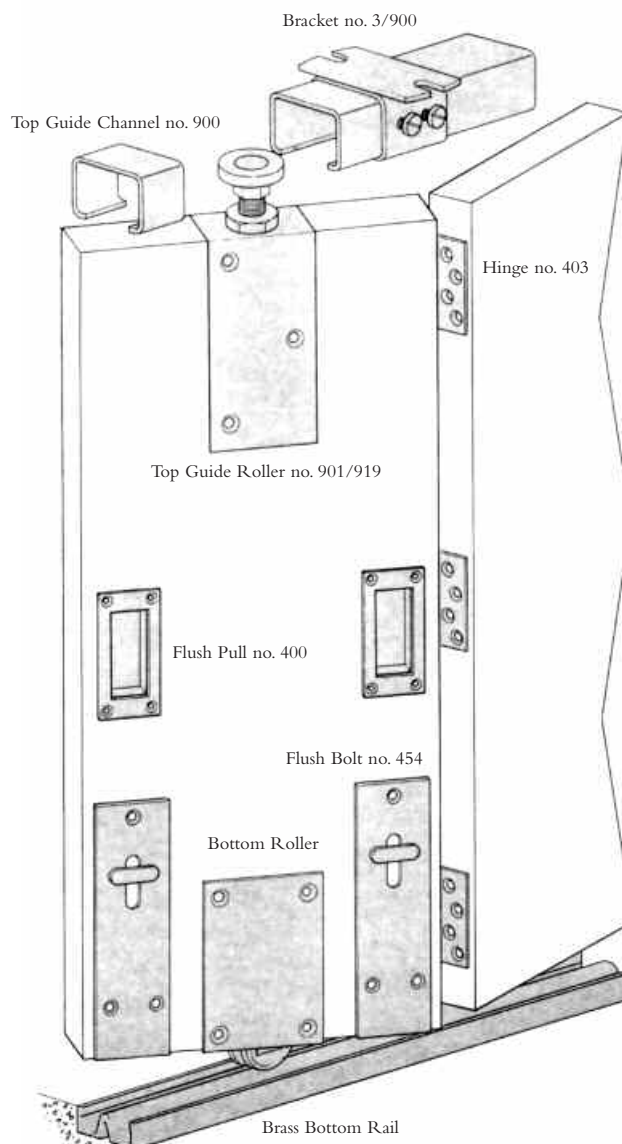 Bracket no. 3/900
Top Guide Channel no. 900
Hinge no. 403
Top Guide Roller no. 901/919
Flush Pull no. 400
Flush Bolt no. 454
Bottom Roller
Brass Bottom Rail